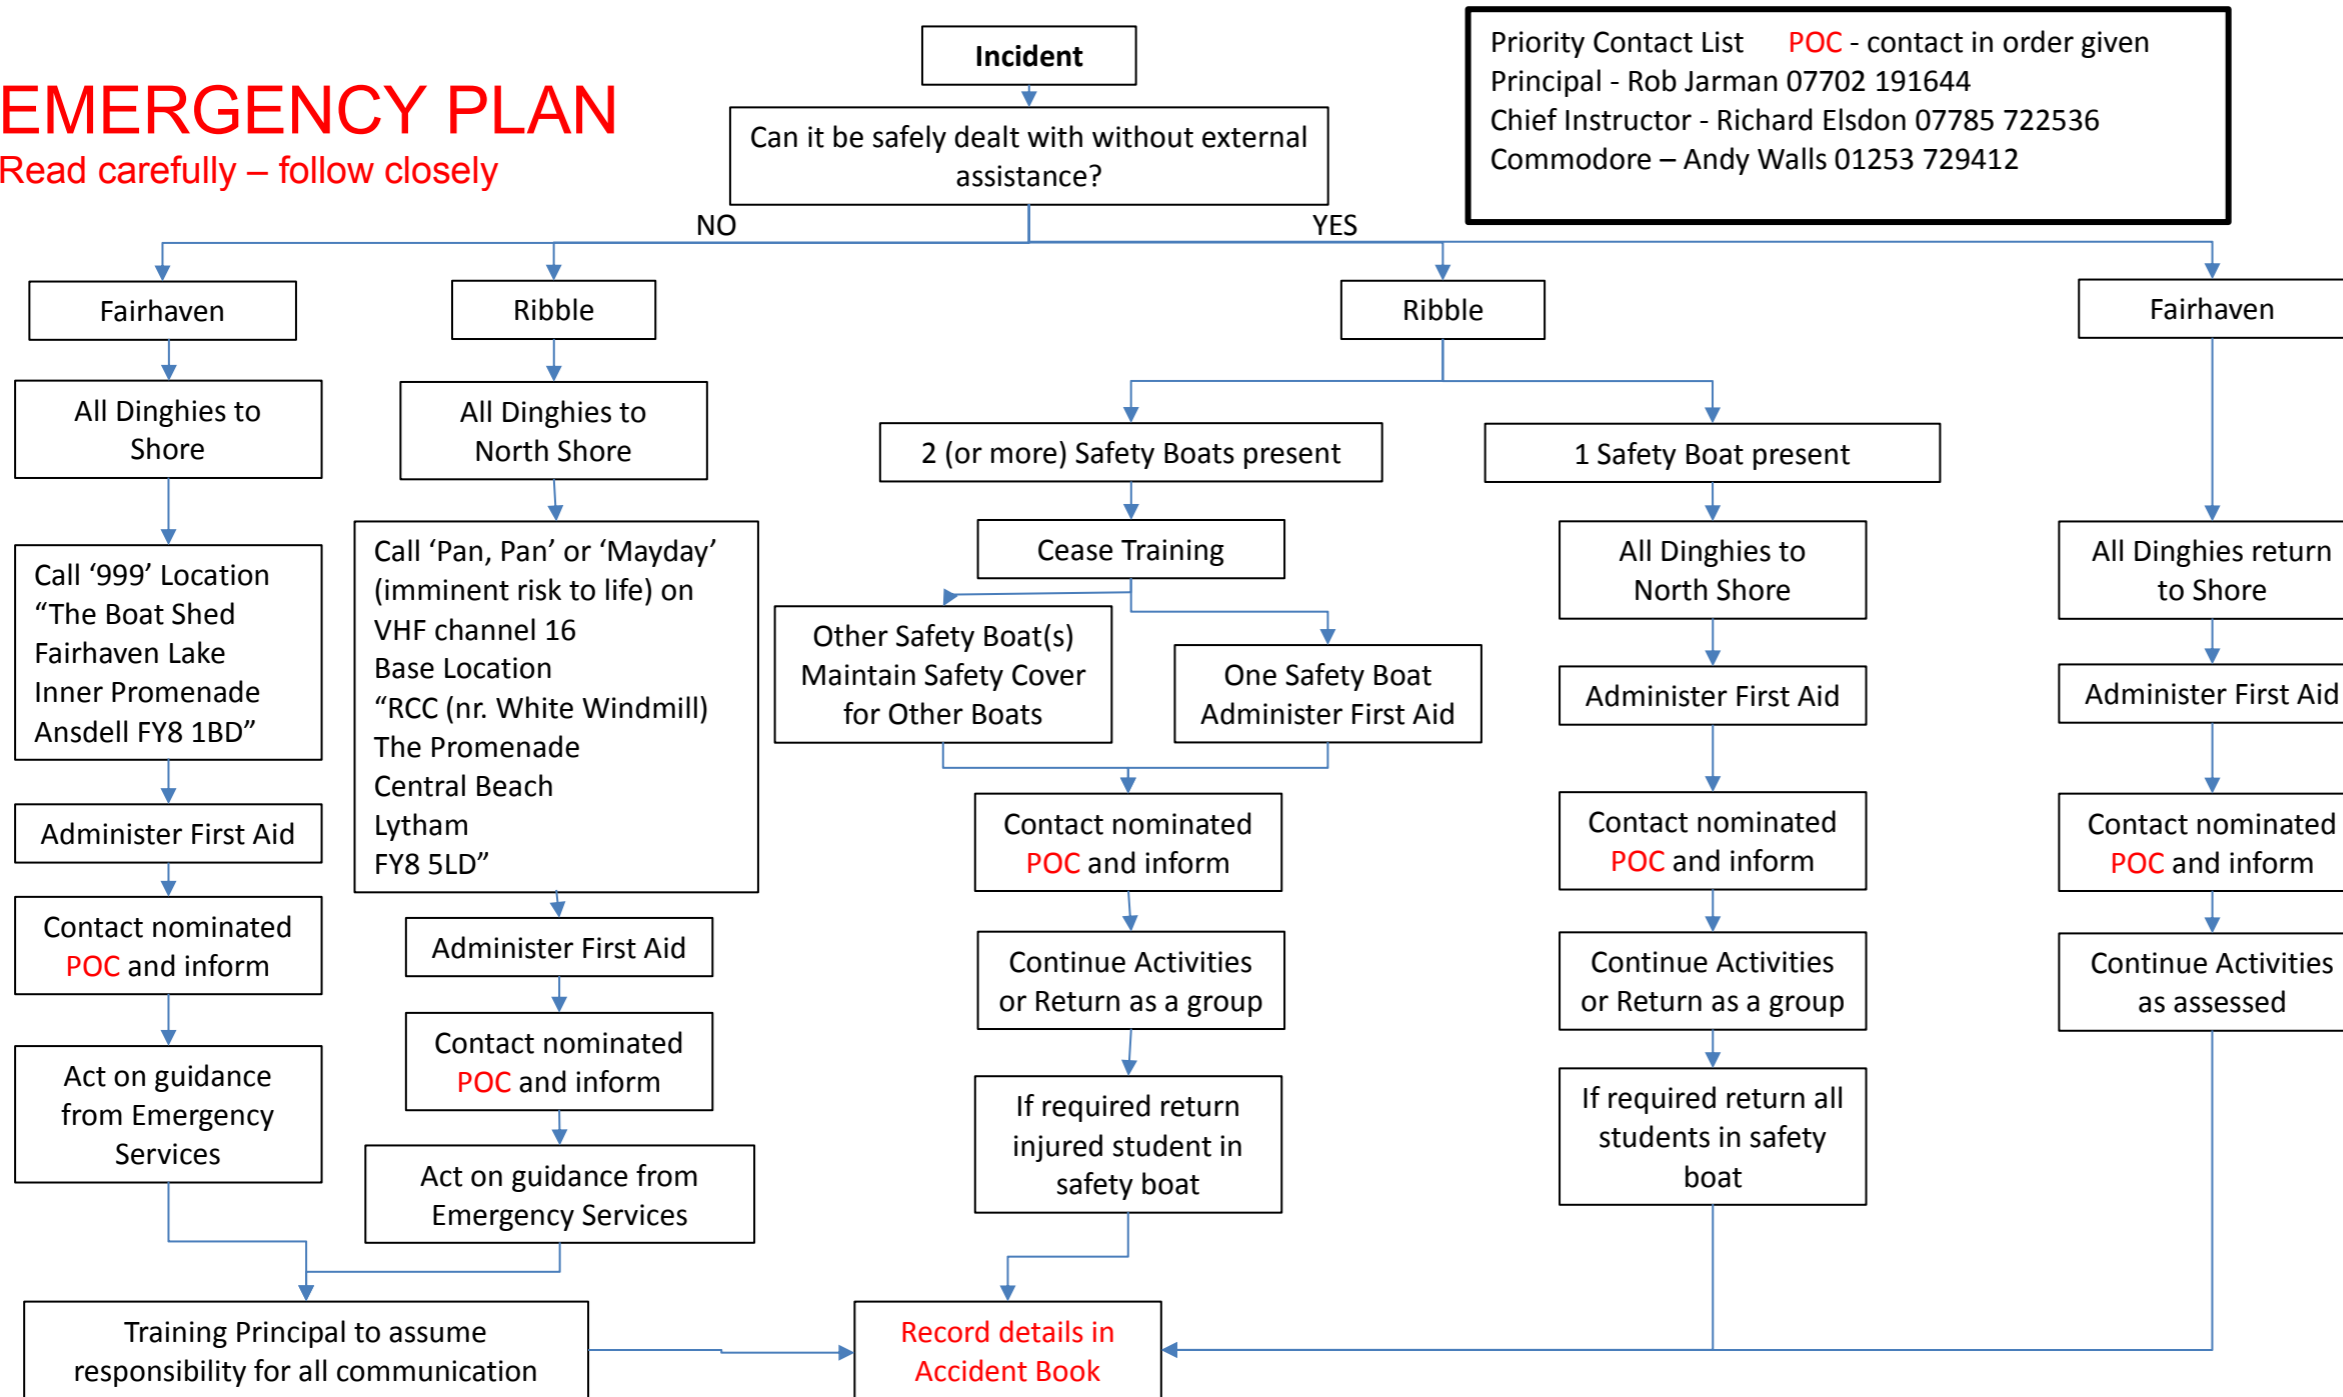 EMERGENCY PLAN
Read carefully – follow closely
Incident
Can it be safely dealt with without external
assistance?
Priority Contact List POC - contact in order given
Principal - Rob Jarman 07702 191644
Chief Instructor - Richard Elsdon 07785 722536
Commodore – Andy Walls 01253 729412
NO
YES
Fairhaven
All Dinghies to
Shore
Call ‘999’ Location
“The Boat Shed
Fairhaven Lake
Inner Promenade
Ansdell FY8 1BD”
Administer First Aid
Contact nominated
POC and inform
Act on guidance
from Emergency
Services
Ribble
All Dinghies to
North Shore
Call ‘Pan, Pan’ or ‘Mayday’
(imminent risk to life) on
VHF channel 16
Base Location
“RCC (nr. White Windmill)
The Promenade
Central Beach
Lytham
FY8 5LD”
Administer First Aid
Contact nominated
POC and inform
Act on guidance from
Emergency Services
Training Principal to assume
responsibility for all communication
Ribble
2 (or more) Safety Boats present
Cease Training
Other Safety Boat(s)
Maintain Safety Cover
for Other Boats
One Safety Boat
Administer First Aid
Contact nominated
POC and inform
Continue Activities
or Return as a group
If required return
injured student in
safety boat
1 Safety Boat present
All Dinghies to
North Shore
Administer First Aid
Contact nominated
POC and inform
Continue Activities
or Return as a group
If required return all
students in safety
boat
Fairhaven
All Dinghies return
to Shore
Administer First Aid
Contact nominated
POC and inform
Continue Activities
as assessed
Record details in
Accident Book